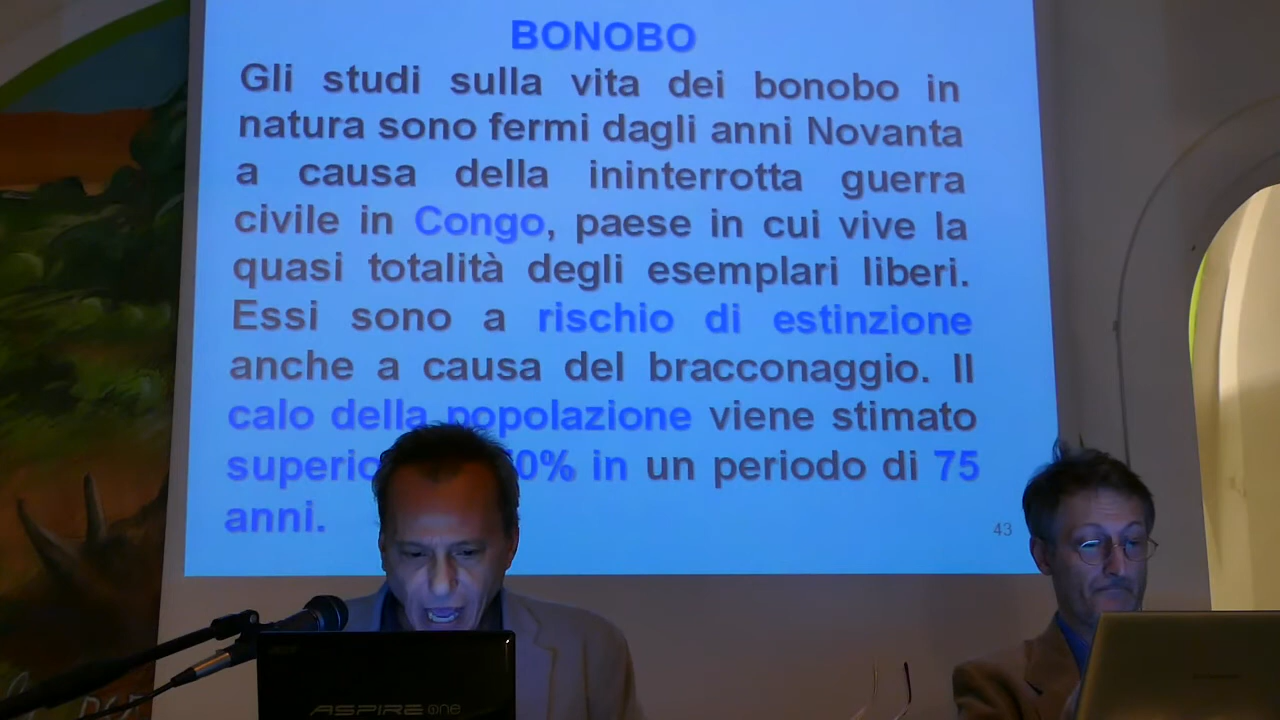 BONOBO
Gli studi sulla vita dei bonobo in
natura sono fermi dagli anni Novanta
a causa della ininterrotta guerra
civile in Congo, paese in cui vive la
quasi totalità degli esemplari liberi.
Essi sono a rischio di estinzione
anche a causa del bracconaggio. Il
calo della popolazione viene stimato
in un periodo di 75
anni.
43
ASPIRE one